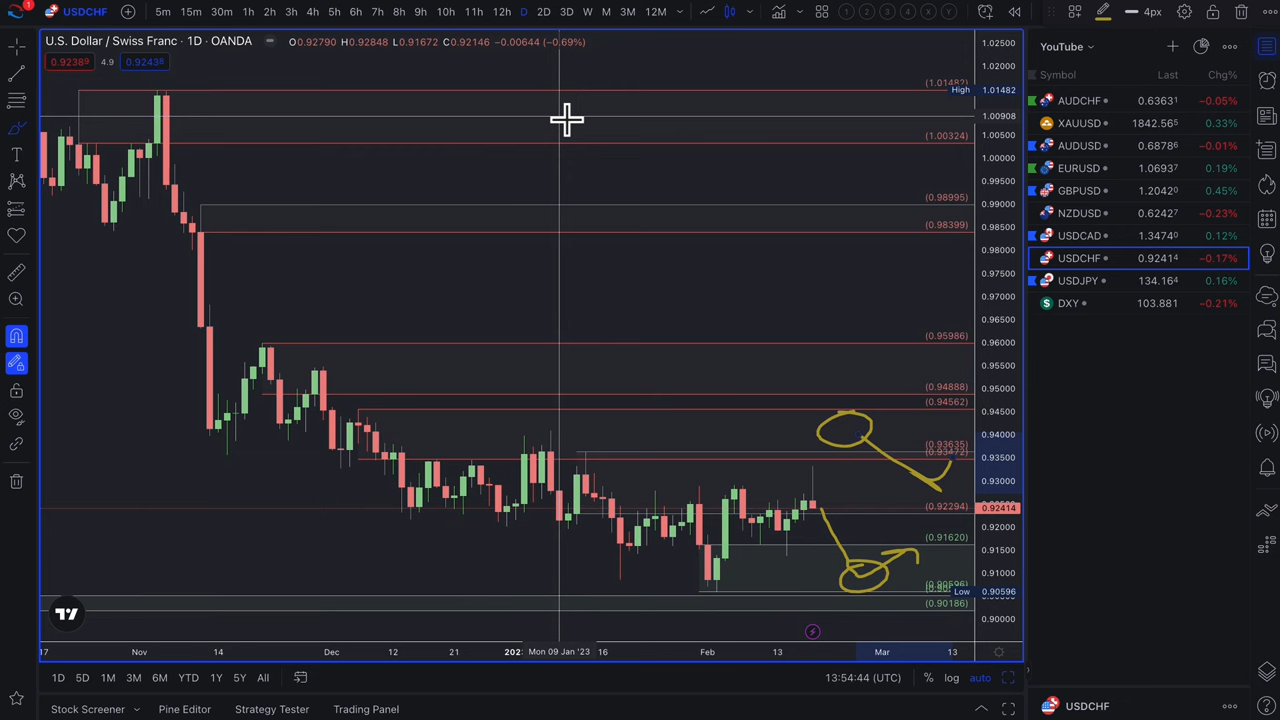 1
USDCHF
5m 15m 30m 1h 2h 3h 4h 5h 6h 7h 8h 9h 10h 11h 12h D 2D 3D W M 3M 12M
1 2 3 4 X Y
4px
U.S. Dollar / Swiss Franc · 1D · OANDA
O0.92790 H0.92848 L0.91672 C0.92146 −0.00644 (−0.69%)
0.92389 4.9 0.92438
(1.01482)
(1.00324)
(0.98995)
(0.98399)
(0.95986)
(0.94888)
(0.94562)
(0.93635)
(0.93472)
(0.92294)
(0.91620)
(0.90596)
(0.90186)
1.02500
1.02000
High 1.01482
1.00908
1.00500
1.00000
0.99500
0.99000
0.98500
0.98000
0.97500
0.97000
0.96500
0.96000
0.95500
0.95000
0.94500
0.94000
0.93500
0.93000
0.92414
0.92000
0.91500
0.91000
Low 0.90596
0.90000
17 Nov 14 Dec 12 21 202 Mon 09 Jan '23 16 Feb 13 Mar 13
1D 5D 1M 3M 6M YTD 1Y 5Y All
13:54:44 (UTC) % log auto
Stock Screener Pine Editor Strategy Tester Trading Panel
YouTube
Symbol Last Chg%
AUDCHF 0.63631 −0.05%
XAUUSD 1842.565 0.33%
AUDUSD 0.68786 −0.01%
EURUSD 1.06937 0.19%
GBPUSD 1.20420 0.45%
NZDUSD 0.62427 −0.23%
USDCAD 1.34740 0.12%
USDCHF 0.92414 −0.17%
USDJPY 134.164 0.16%
DXY 103.881 −0.21%
USDCHF